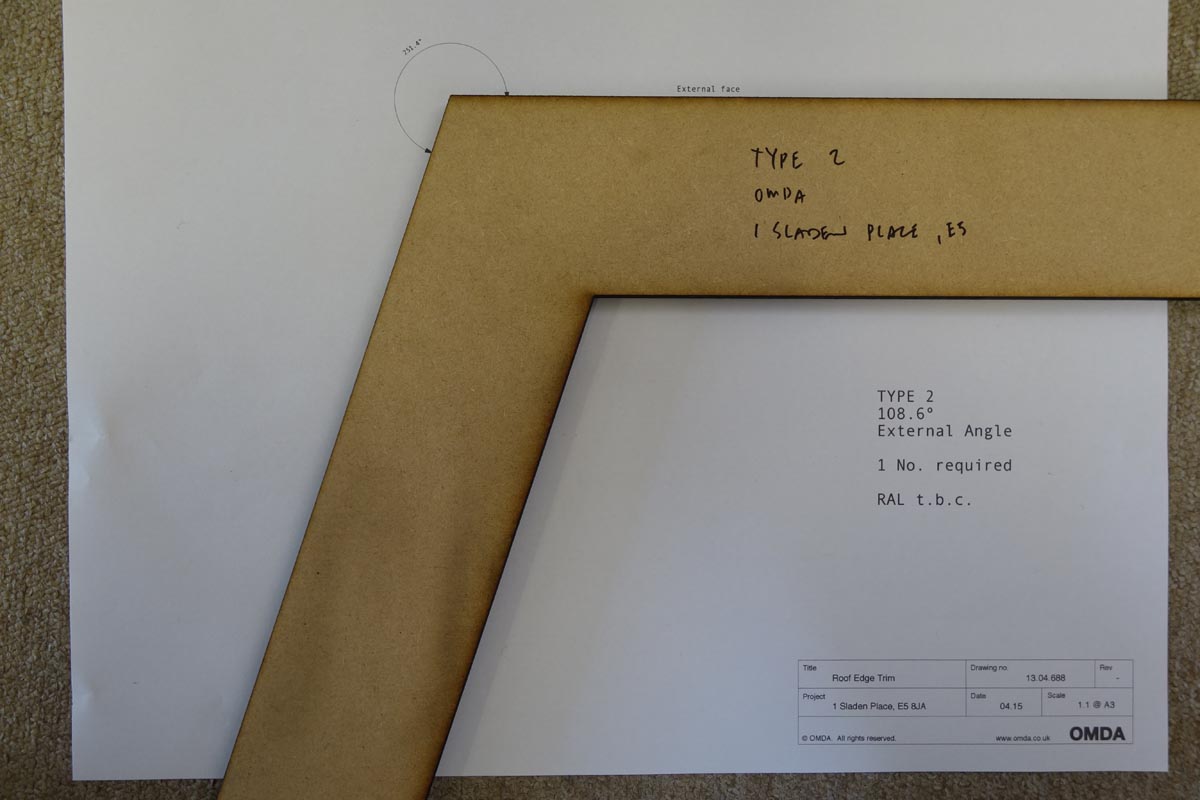 251.4°
External face
TYPE 2
OMDA
1 SLADEN PLACE, E5
TYPE 2
108.6°
External Angle
1 No. required
RAL t.b.c.
Title
Roof Edge Trim
Drawing no.
13.04.688
Rev
-
Project
1 Sladen Place, E5 8JA
Date
04.15
Scale
1.1 @ A3
© OMDA. All rights reserved.
www.omda.co.uk
OMDA